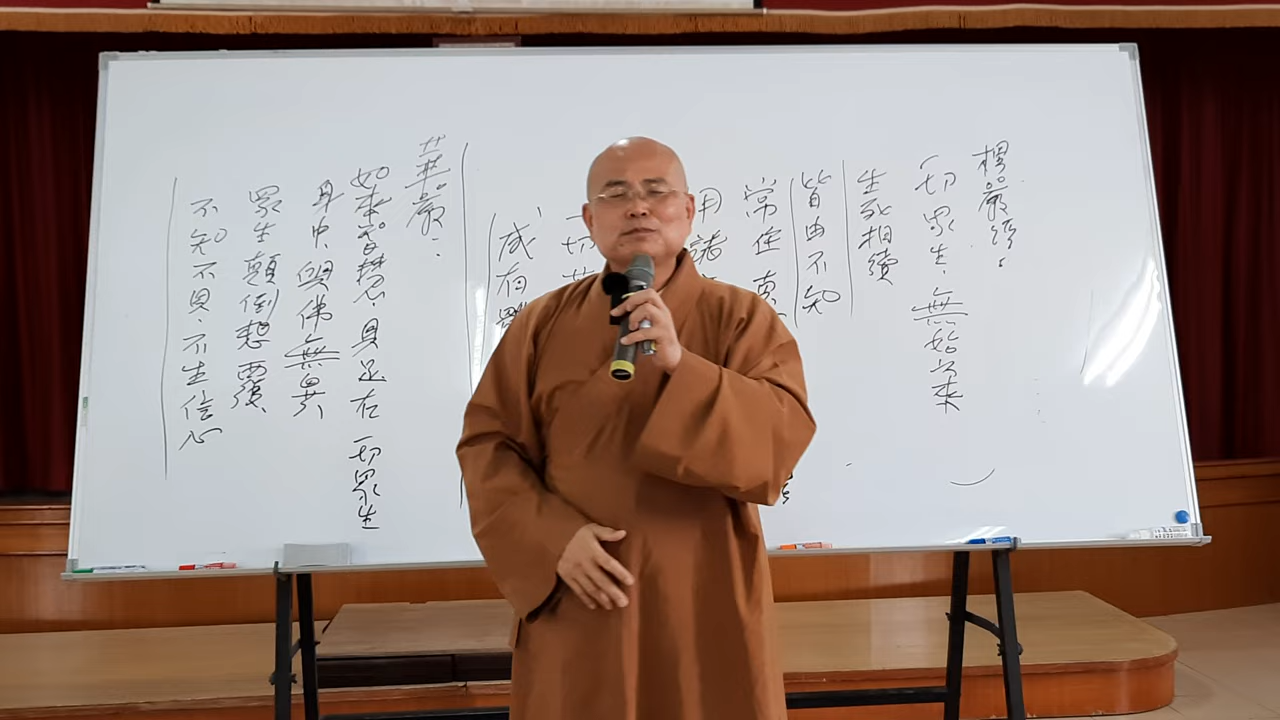 楞嚴經:
一切眾生、無始以來
生死相續
皆由不知
常住真
用諸
一切
有
華嚴:
如來智慧具足在一切眾生
身中與佛無異
眾生顛倒想覆
不知不見、不生信心